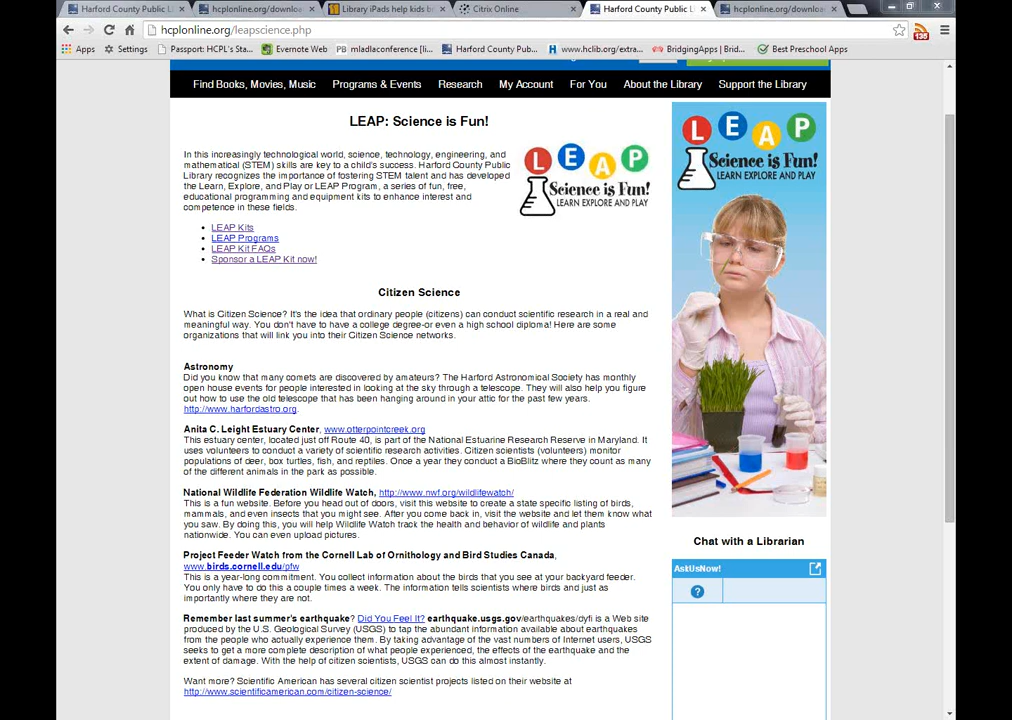 Harford County Public L
hcplonline.org/downloa
Library iPads help kids b
Citrix Online
Harford County Public L
hcplonline.org/downloa
hcplonline.org/leapscience.php
135
Apps
Settings
Passport: HCPL's Sta...
Evernote Web
PB mladlaconference [li...
Harford County Pub...
www.hclib.org/extra...
BridgingApps | Brid...
Best Preschool Apps
Find Books, Movies, Music
Programs & Events
Research
My Account
For You
About the Library
Support the Library
LEAP: Science is Fun!
In this increasingly technological world, science, technology, engineering, and
mathematical (STEM) skills are key to a child's success. Harford County Public
Library recognizes the importance of fostering STEM talent and has developed
the Learn, Explore, and Play or LEAP Program, a series of fun, free,
educational programming and equipment kits to enhance interest and
competence in these fields.
LEAP
Science is Fun!
LEARN EXPLORE AND PLAY
• LEAP Kits
• LEAP Programs
• LEAP Kit FAQs
• Sponsor a LEAP Kit now!
Citizen Science
What is Citizen Science? It's the idea that ordinary people (citizens) can conduct scientific research in a real and
meaningful way. You don't have to have a college degree-or even a high school diploma! Here are some
organizations that will link you into their Citizen Science networks.
Astronomy
Did you know that many comets are discovered by amateurs? The Harford Astronomical Society has monthly
open house events for people interested in looking at the sky through a telescope. They will also help you figure
out how to use the old telescope that has been hanging around in your attic for the past few years.
http://www.harfordastro.org.
Anita C. Leight Estuary Center, www.otterpointcreek.org
This estuary center, located just off Route 40, is part of the National Estuarine Research Reserve in Maryland. It
uses volunteers to conduct a variety of scientific research activities. Citizen scientists (volunteers) monitor
populations of deer, box turtles, fish, and reptiles. Once a year they conduct a BioBlitz where they count as many
of the different animals in the park as possible.
National Wildlife Federation Wildlife Watch, http://www.nwf.org/wildlifewatch/
This is a fun website. Before you head out of doors, visit this website to create a state specific listing of birds,
mammals, and even insects that you might see. After you come back in, visit the website and let them know what
you saw. By doing this, you will help Wildlife Watch track the health and behavior of wildlife and plants
nationwide. You can even upload pictures.
Project Feeder Watch from the Cornell Lab of Ornithology and Bird Studies Canada,
www.birds.cornell.edu/pfw
This is a year-long commitment. You collect information about the birds that you see at your backyard feeder.
You only have to do this a couple times a week. The information tells scientists where birds and just as
importantly where they are not.
Remember last summer's earthquake? Did You Feel It? earthquake.usgs.gov/earthquakes/dyfi is a Web site
produced by the U.S. Geological Survey (USGS) to tap the abundant information available about earthquakes
from the people who actually experience them. By taking advantage of the vast numbers of Internet users, USGS
seeks to get a more complete description of what people experienced, the effects of the earthquake and the
extent of damage. With the help of citizen scientists, USGS can do this almost instantly.
Want more? Scientific American has several citizen scientist projects listed on their website at
http://www.scientificamerican.com/citizen-science/
LEAP
Science is Fun!
LEARN EXPLORE AND PLAY
Chat with a Librarian
AskUsNow!
?